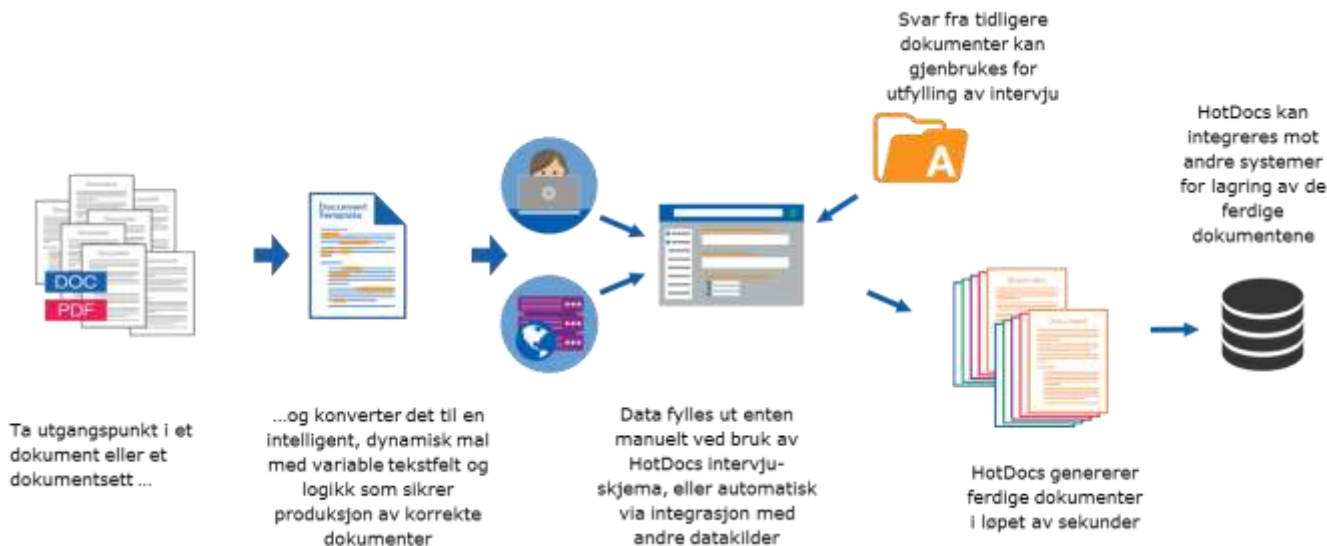 Svar fra tidligere
dokumenter kan
gjenbrukes for
utfylling av intervju
A
HotDocs kan
integreres mot
andre systemer
for lagring av de
ferdige
dokumentene
DOC
PDF
Document
Template
Ta utgangspunkt i et
dokument eller et
dokumentsett ...
...og konverter det til en
intelligent, dynamisk mal
med variable tekstfelt og
logikk som sikrer
produksjon av korrekte
dokumenter
Data fylles ut enten
manuelt ved bruk av
HotDocs intervju-
skjema, eller automatisk
via integrasjon med
andre datakilder
HotDocs genererer
ferdige dokumenter
i løpet av sekunder